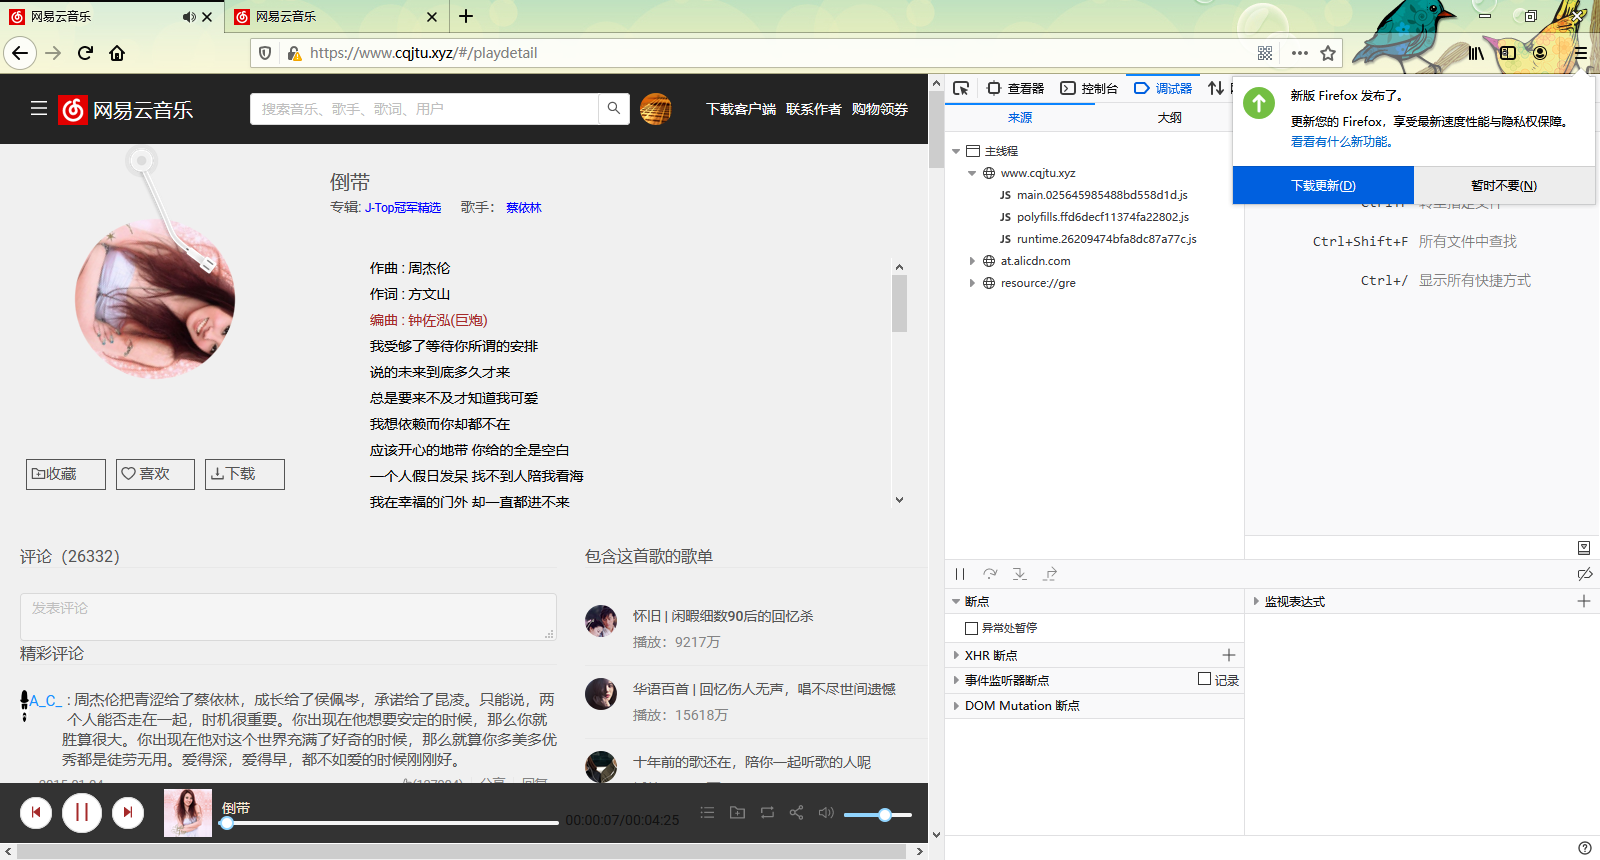 网易云音乐
网易云音乐
https://www.cqjtu.xyz/#/playdetail
网易云音乐
搜索音乐、歌手、歌词、用户
下载客户端 联系作者 购物领券
倒带
专辑: J-Top冠军精选 歌手： 蔡依林
作曲 : 周杰伦
作词 : 方文山
编曲 : 钟佐泓(巨炮)
我受够了等待你所谓的安排
说的未来到底多久才来
总是要来不及才知道我可爱
我想依赖而你却都不在
应该开心的地带 你给的全是空白
一个人假日发呆 找不到人陪我看海
我在幸福的门外 却一直都进不来
收藏 喜欢 下载
评论（26332）
发表评论
精彩评论
A_C_ : 周杰伦把青涩给了蔡依林，成长给了侯佩岑，承诺给了昆凌。只能说，两
个人能否走在一起，时机很重要。你出现在他想要安定的时候，那么你就
胜算很大。你出现在他对这个世界充满了好奇的时候，那么就算你多美多优
秀都是徒劳无用。爱得深，爱得早，都不如爱的时候刚刚好。
包含这首歌的歌单
怀旧 | 闲暇细数90后的回忆杀
播放：9217万
华语百首 | 回忆伤人无声，唱不尽世间遗憾
播放：15618万
十年前的歌还在，陪你一起听歌的人呢
倒带
00:00:07/00:04:25
查看器 控制台 调试器
来源 大纲
主线程
www.cqjtu.xyz
JS main.025645985488bd558d1d.js
JS polyfills.ffd6decf11374fa22802.js
JS runtime.26209474bfa8dc87a77c.js
at.alicdn.com
resource://gre
新版 Firefox 发布了。
更新您的 Firefox，享受最新速度性能与隐私权保障。
看看有什么新功能。
下载更新(D) 暂时不要(N)
Ctrl+Shift+F 所有文件中查找
Ctrl+/ 显示所有快捷方式
断点
异常处暂停
XHR 断点
事件监听器断点 记录
DOM Mutation 断点
监视表达式